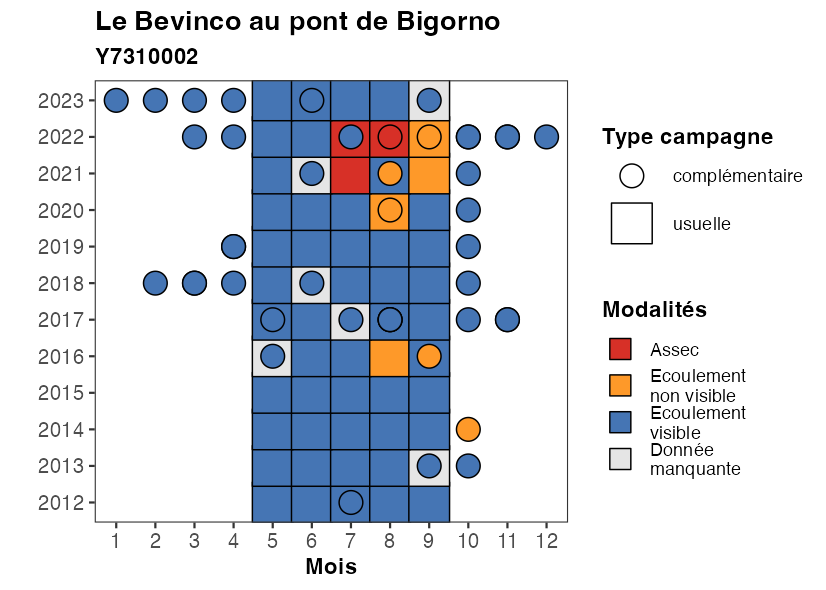 Le Bevinco au pont de Bigorno
Y7310002
2023
2022
2021
2020
2019
2018
2017
2016
2015
2014
2013
2012
1 2 3 4 5 6 7 8 9 10 11 12
Mois
Type campagne
complémentaire
usuelle
Modalités
Assec
Ecoulement
non visible
Ecoulement
visible
Donnée
manquante